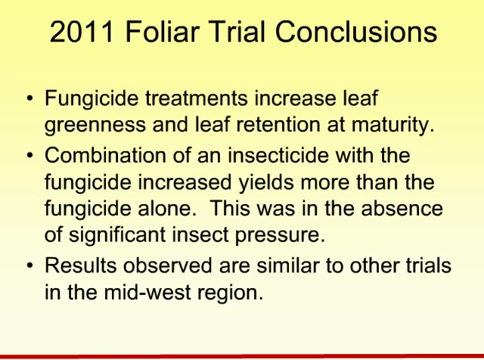 2011 Foliar Trial Conclusions
• Fungicide treatments increase leaf
greenness and leaf retention at maturity.
• Combination of an insecticide with the
fungicide increased yields more than the
fungicide alone.  This was in the absence
of significant insect pressure.
• Results observed are similar to other trials
in the mid-west region.